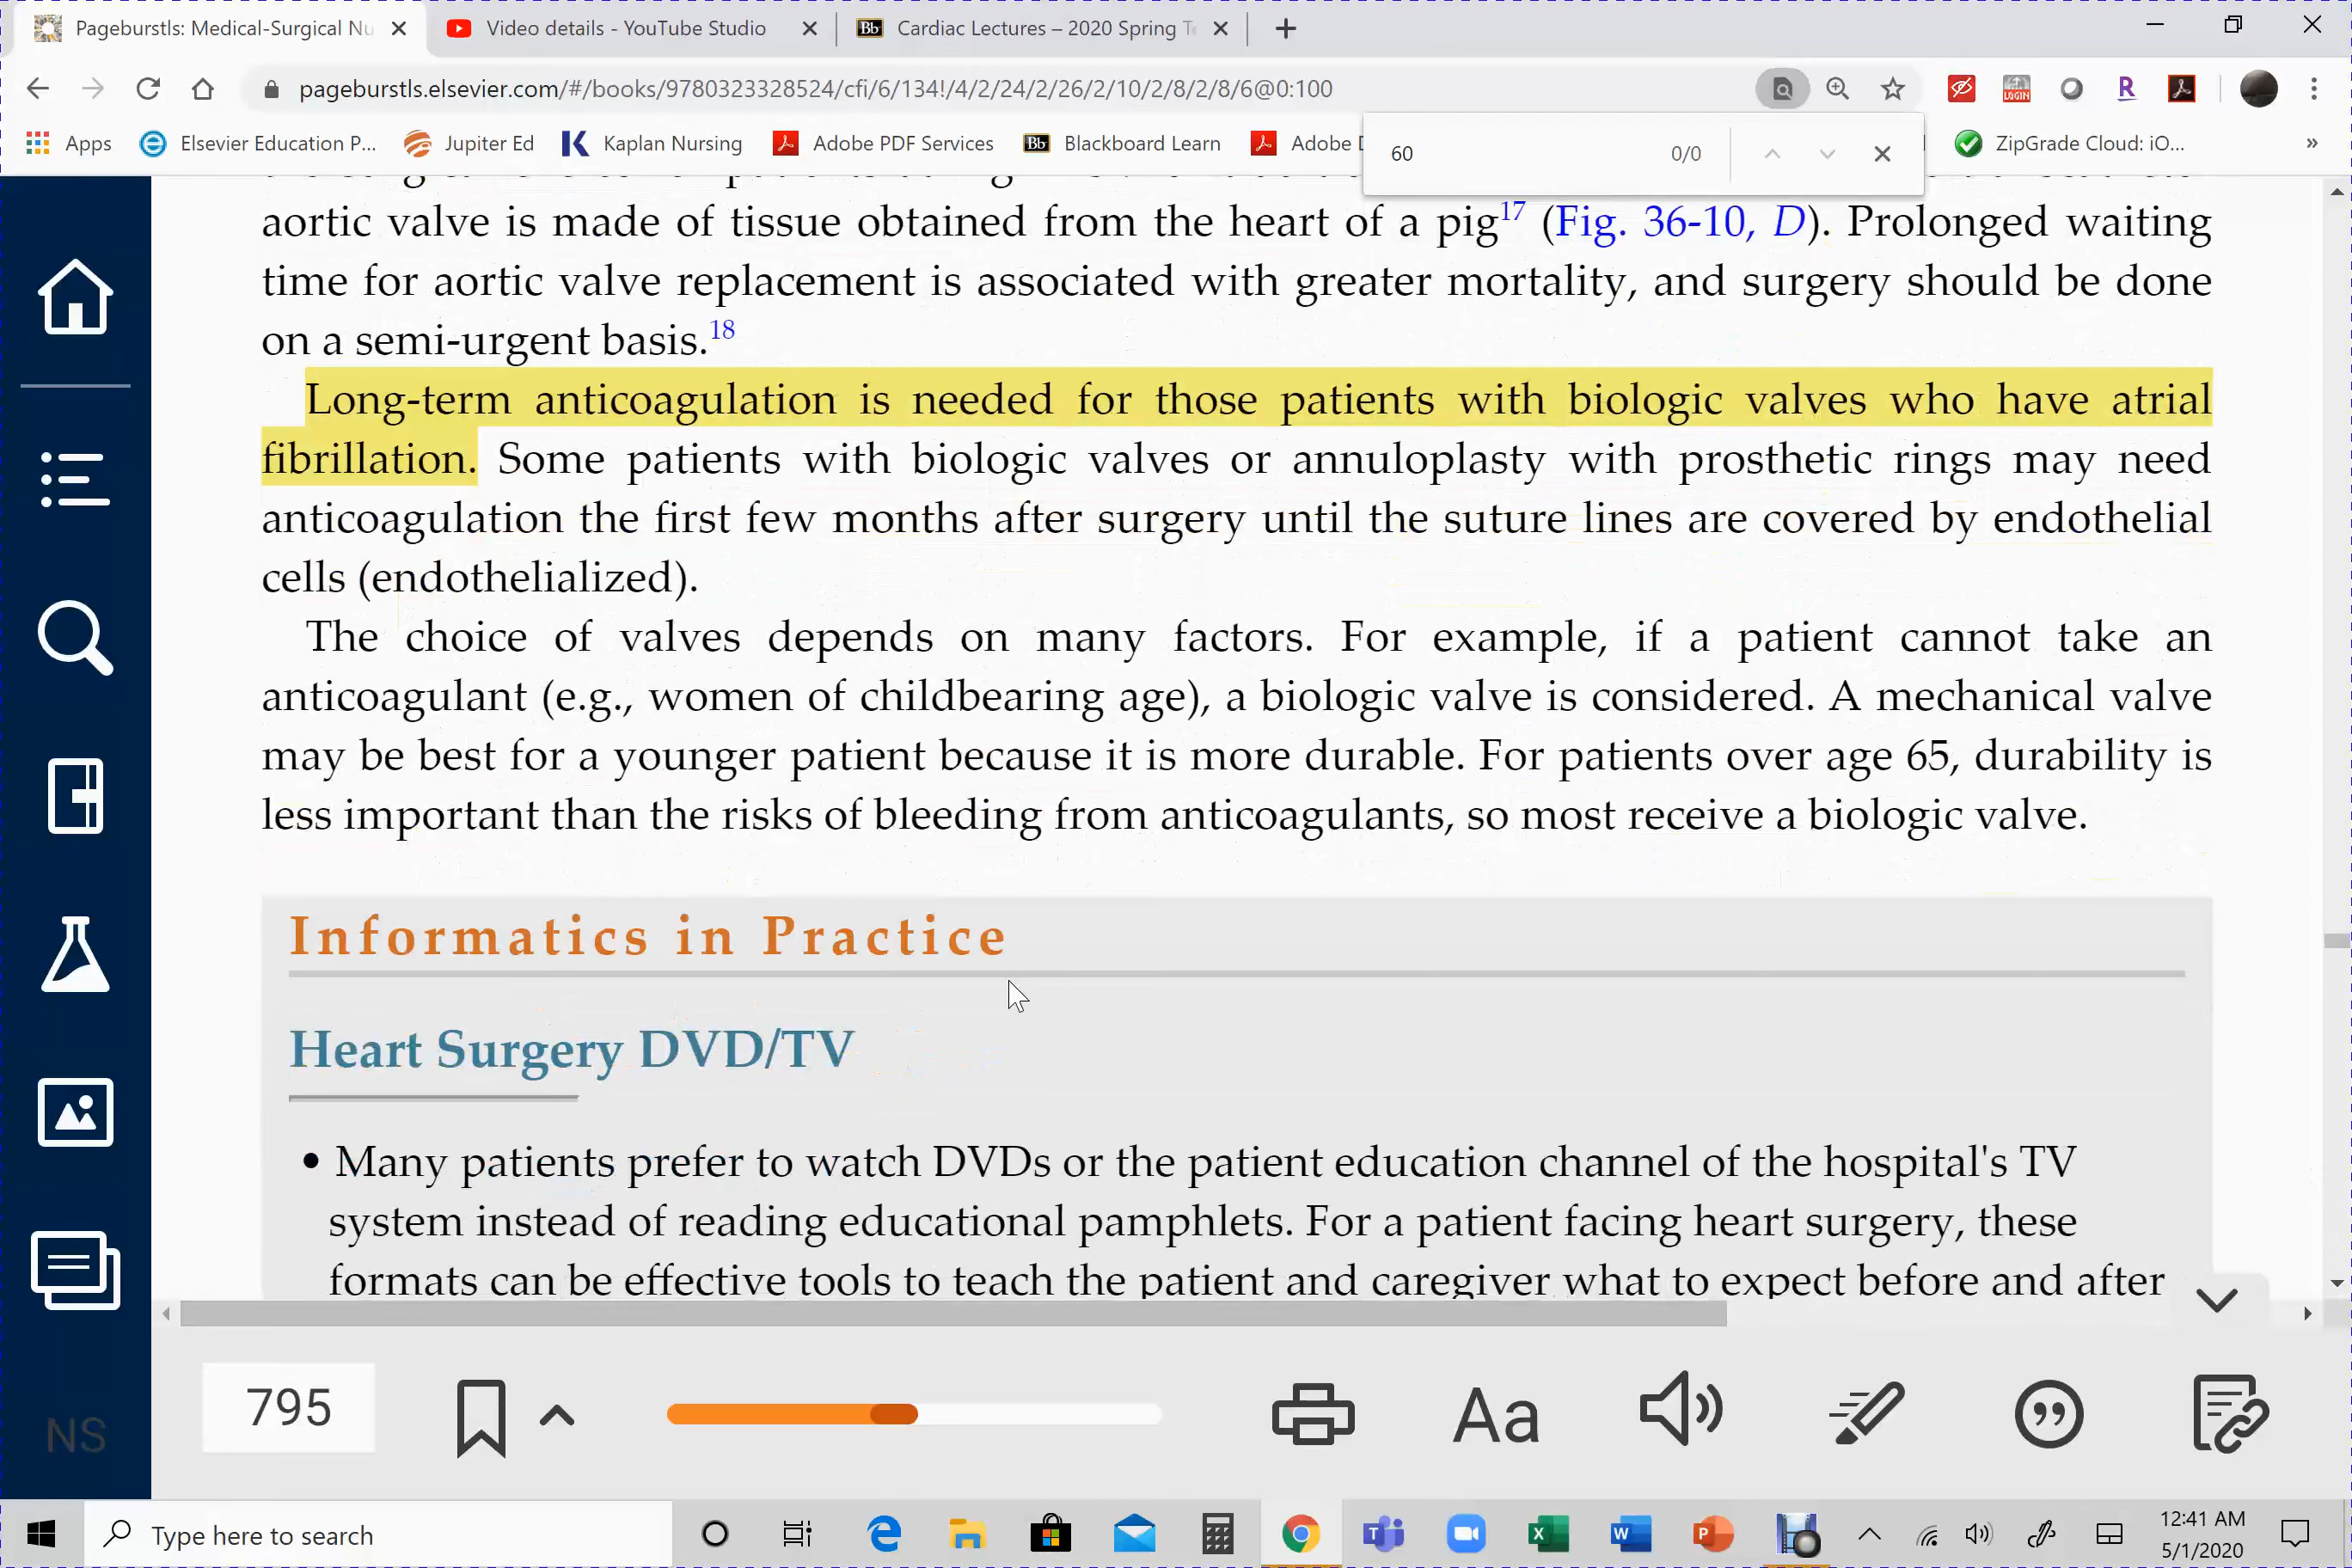 Pageburstls: Medical-Surgical Nu
Video details - YouTube Studio
Bb Cardiac Lectures – 2020 Spring Te
pageburstls.elsevier.com/#/books/9780323328524/cfi/6/134!/4/2/24/2/26/2/10/2/8/2/8/6@0:100
LOGIN
R
Apps
Elsevier Education P...
Jupiter Ed
Kaplan Nursing
Adobe PDF Services
Bb Blackboard Learn
Adobe
ZipGrade Cloud: iO...
»
60
0/0
aortic valve is made of tissue obtained from the heart of a pig17 (Fig. 36-10, D). Prolonged waiting
time for aortic valve replacement is associated with greater mortality, and surgery should be done
on a semi-urgent basis.18
Long-term anticoagulation is needed for those patients with biologic valves who have atrial
fibrillation. Some patients with biologic valves or annuloplasty with prosthetic rings may need
anticoagulation the first few months after surgery until the suture lines are covered by endothelial
cells (endothelialized).
The choice of valves depends on many factors. For example, if a patient cannot take an
anticoagulant (e.g., women of childbearing age), a biologic valve is considered. A mechanical valve
may be best for a younger patient because it is more durable. For patients over age 65, durability is
less important than the risks of bleeding from anticoagulants, so most receive a biologic valve.
Informatics in Practice
Heart Surgery DVD/TV
• Many patients prefer to watch DVDs or the patient education channel of the hospital's TV
system instead of reading educational pamphlets. For a patient facing heart surgery, these
formats can be effective tools to teach the patient and caregiver what to expect before and after
NS
795
Aa
Type here to search
12:41 AM
5/1/2020